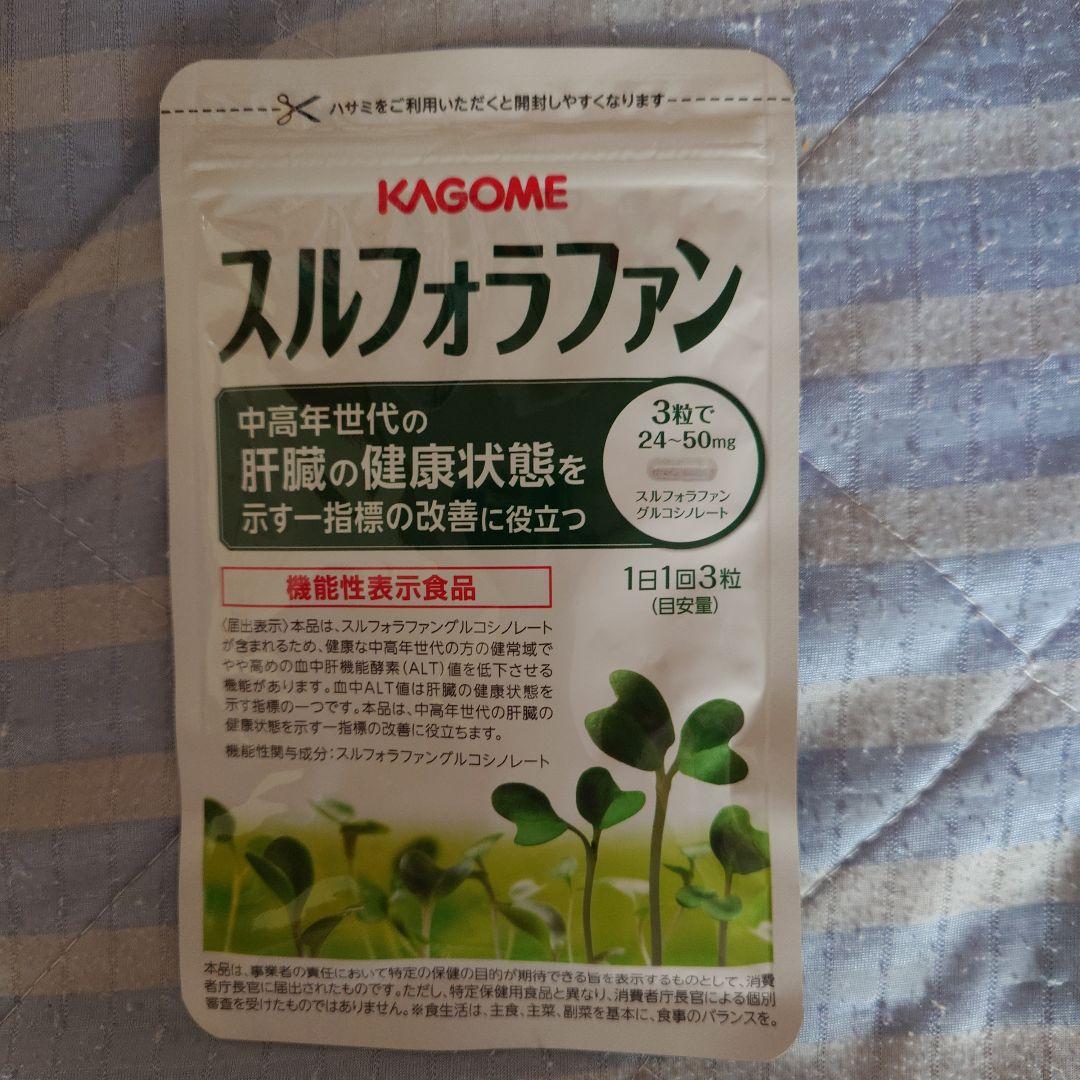 ハサミをご利用いただくと開封しやすくなります
KAGOME
スルフォラファン
中高年世代の
肝臓の健康状態を
示す一指標の改善に役立つ
3粒で
24~50mg
スルフォラファン
グルコシノレート
機能性表示食品
1日1回3粒
(目安量)
〈届出表示〉本品は、スルフォラファングルコシノレート
が含まれるため、健康な中高年世代の方の健常域で
やや高めの血中肝機能酵素(ALT)値を低下させる
機能があります。血中ALT値は肝臓の健康状態を
示す指標の一つです。本品は、中高年世代の肝臓の
健康状態を示す一指標の改善に役立ちます。
機能性関与成分:スルフォラファングルコシノレート
本品は、事業者の責任において特定の保健の目的が期待できる旨を表示するものとして、消費
者庁長官に届出されたものです。ただし、特定保健用食品と異なり、消費者庁長官による個別
審査を受けたものではありません。※食生活は、主食、主菜、副菜を基本に、食事のバランスを。